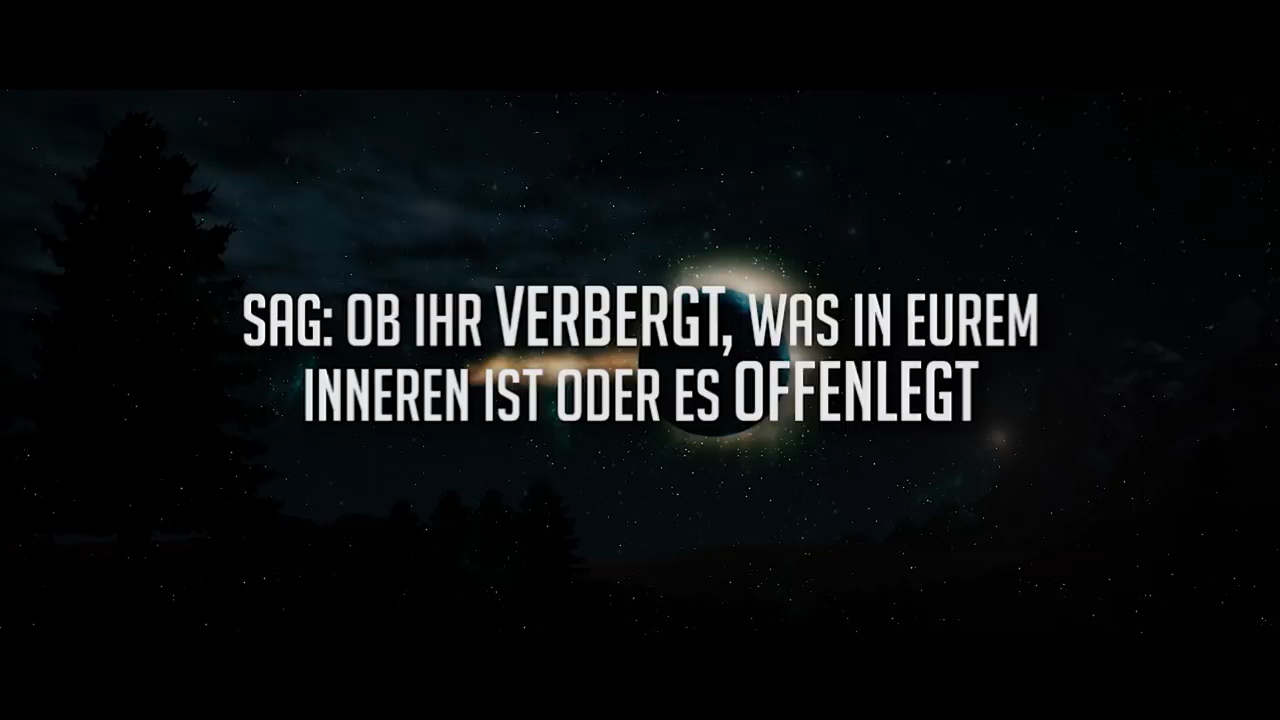 SAG: OB IHR VERBERGT, WAS IN EUREM
INNEREN IST ODER ES OFFENLEGT